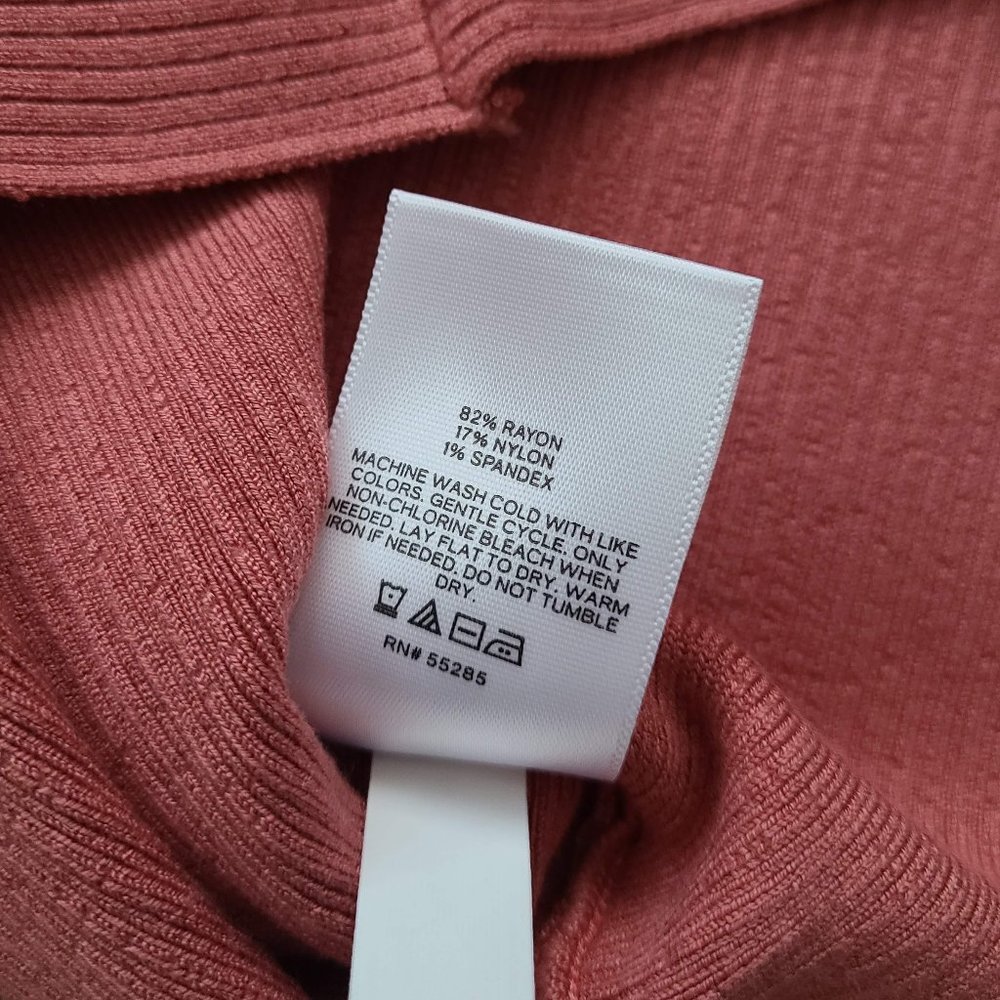 82% RAYON
17% NYLON
1% SPANDEX
MACHINE WASH COLD WITH LIKE
COLORS. GENTLE CYCLE. ONLY
NON-CHLORINE BLEACH WHEN
NEEDED. LAY FLAT TO DRY. WARM
IRON IF NEEDED. DO NOT TUMBLE
DRY.
RN# 55285